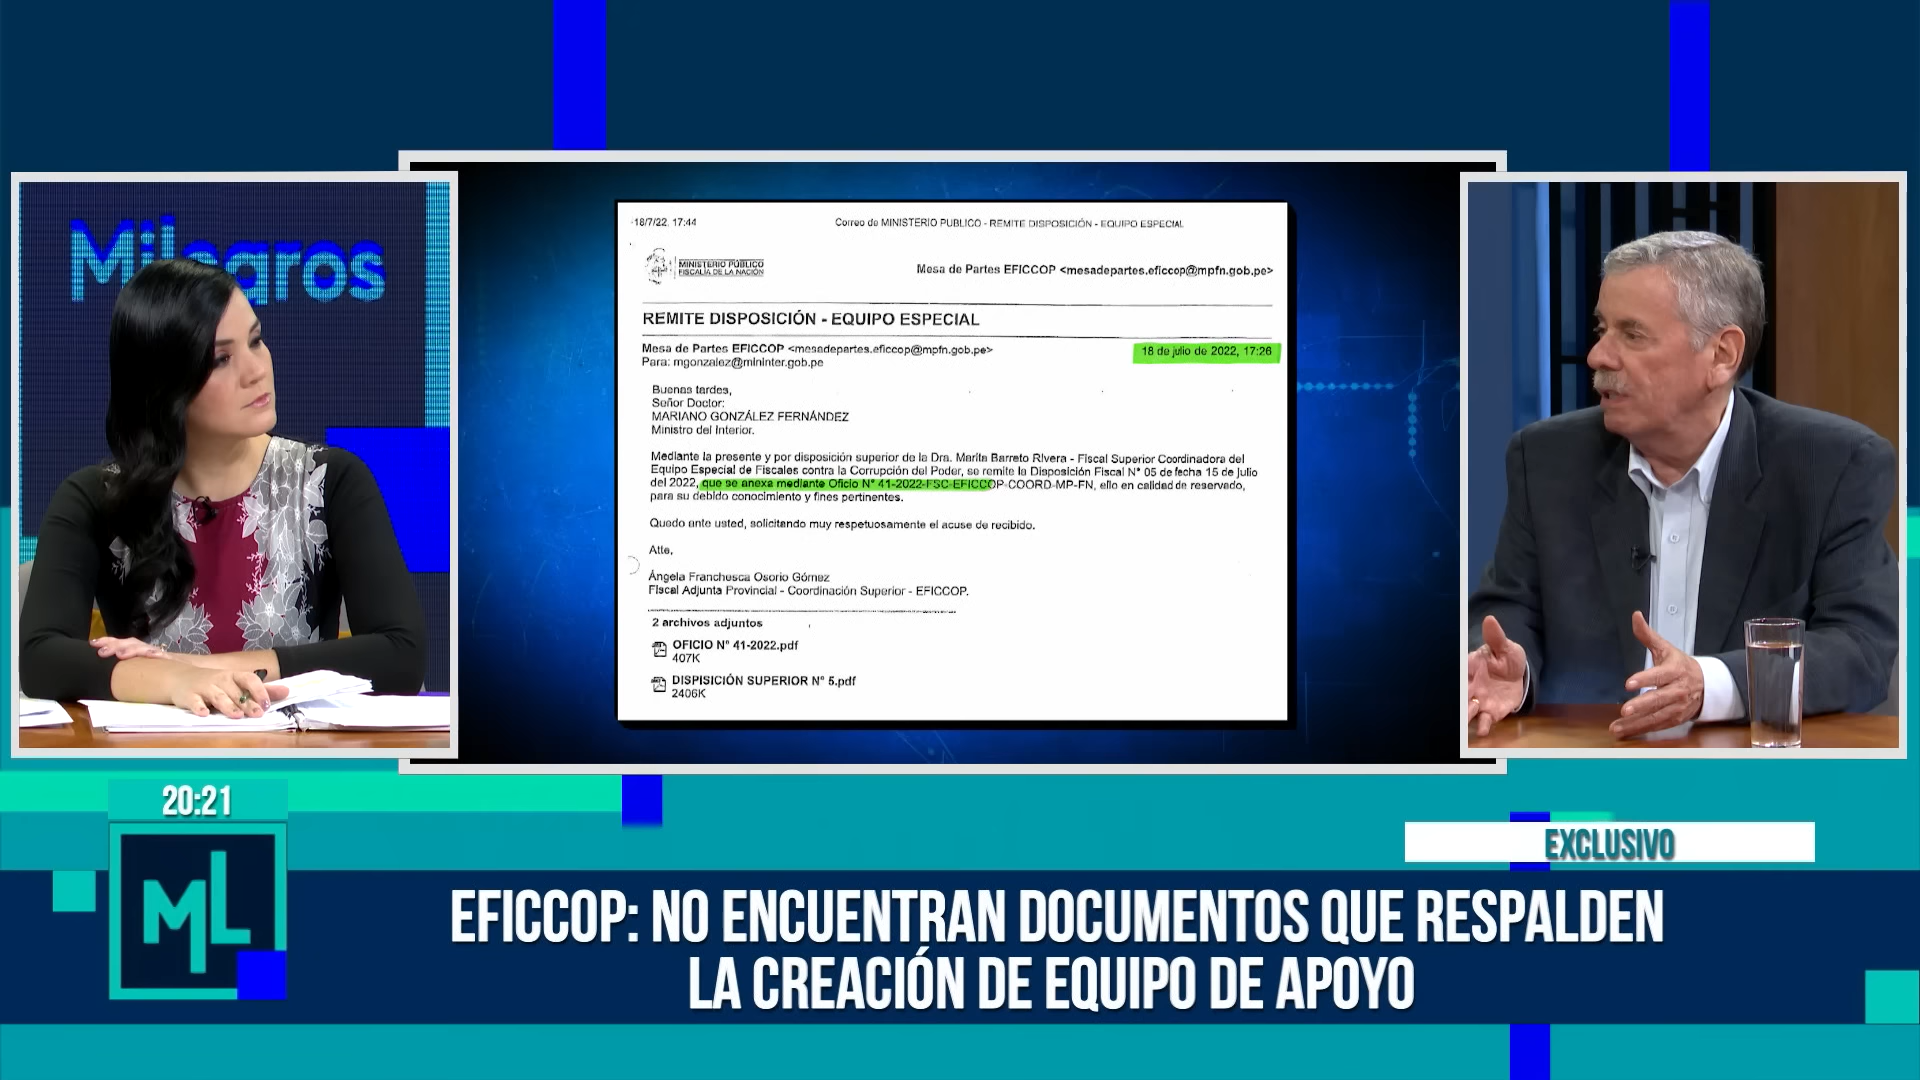 Milagros
18/7/22, 17:44
Correo de MINISTERIO PUBLICO - REMITE DISPOSICIÓN - EQUIPO ESPECIAL
MINISTERIO PÚBLICO
FISCALÍA DE LA NACIÓN
Mesa de Partes EFICCOP <mesadepartes.eficcop@mpfn.gob.pe>
REMITE DISPOSICIÓN - EQUIPO ESPECIAL
Mesa de Partes EFICCOP <mesadepartes.eficcop@mpfn.gob.pe>
18 de julio de 2022, 17:26
Para: mgonzalez@mininter.gob.pe
Buenas tardes,
Señor Doctor:
MARIANO GONZÁLEZ FERNÁNDEZ
Ministro del Interior.
Mediante la presente y por disposición superior de la Dra. Marita Barreto Rivera - Fiscal Superior Coordinadora del
Equipo Especial de Fiscales contra la Corrupción del Poder, se remite la Disposición Fiscal N° 05 de fecha 15 de julio
del 2022, que se anexa mediante Oficio N° 41-2022-FSC-EFICCOP-COORD-MP-FN, ello en calidad de reservado,
para su debido conocimiento y fines pertinentes.
Quedo ante usted, solicitando muy respetuosamente el acuse de recibido.
Atte,
Ángela Franchesca Osorio Gómez
Fiscal Adjunta Provincial - Coordinación Superior - EFICCOP.
2 archivos adjuntos
OFICIO N° 41-2022.pdf
407K
DISPISICIÓN SUPERIOR N° 5.pdf
2406K
20:21
ML
EXCLUSIVO
EFICCOP: NO ENCUENTRAN DOCUMENTOS QUE RESPALDEN
LA CREACIÓN DE EQUIPO DE APOYO